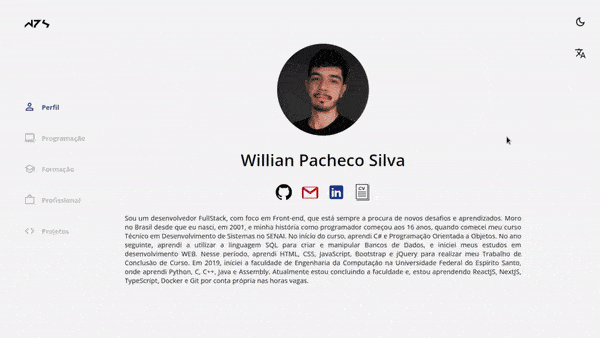 WPS
Perfil
Programação
Formação
Profissional
Projetos
Willian Pacheco Silva
in
CV
Sou um desenvolvedor FullStack, com foco em Front-end, que está sempre a procura de novos desafios e aprendizados. Moro
no Brasil desde que eu nasci, em 2001, e minha história como programador começou aos 16 anos, quando comecei meu curso
Técnico em Desenvolvimento de Sistemas no SENAI. No início do curso, aprendi C# e Programação Orientada a Objetos. No ano
seguinte, aprendi a utilizar a linguagem SQL para criar e manipular Bancos de Dados, e iniciei meus estudos em
desenvolvimento WEB. Nesse período, aprendi HTML, CSS, JavaScript, Bootstrap e jQuery para realizar meu Trabalho de
Conclusão de Curso. Em 2019, iniciei a faculdade de Engenharia da Computação na Universidade Federal do Espírito Santo,
onde aprendi Python, C, C++, Java e Assembly. Atualmente estou concluindo a faculdade e, estou aprendendo ReactJS, NextJS,
TypeScript, Docker e Git por conta própria nas horas vagas.